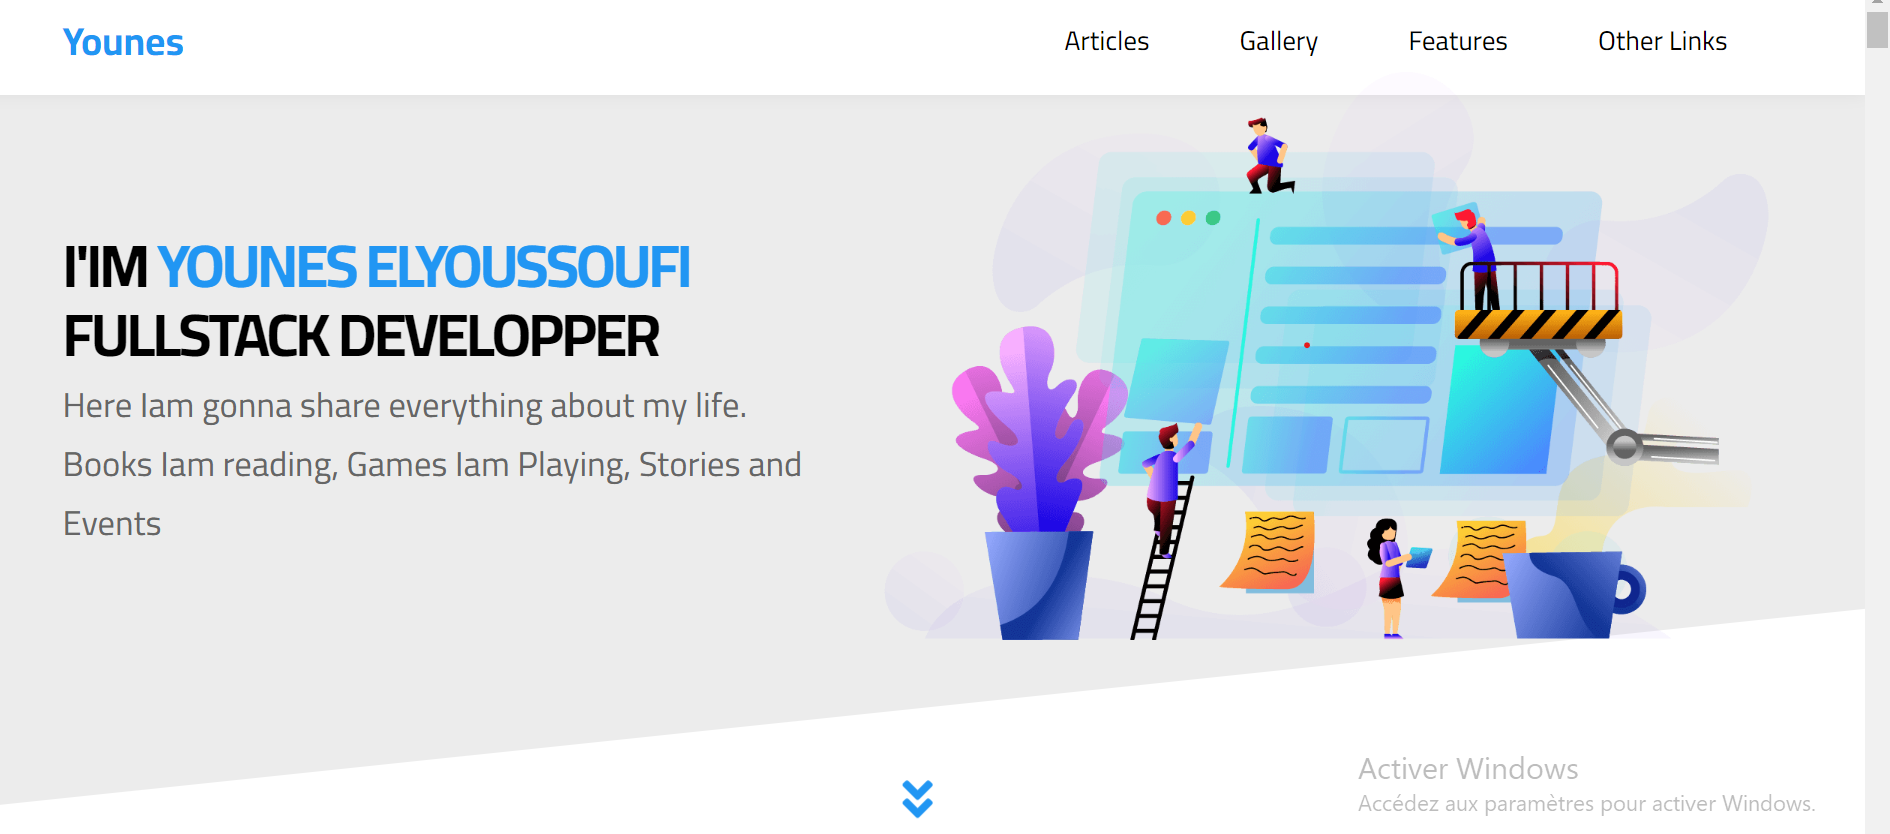 Younes
Articles
Gallery
Features
Other Links
I'IM YOUNES ELYOUSSOUFI
FULLSTACK DEVELOPPER
Here Iam gonna share everything about my life.
Books Iam reading, Games Iam Playing, Stories and
Events
Activer Windows
Accédez aux paramètres pour activer Windows.